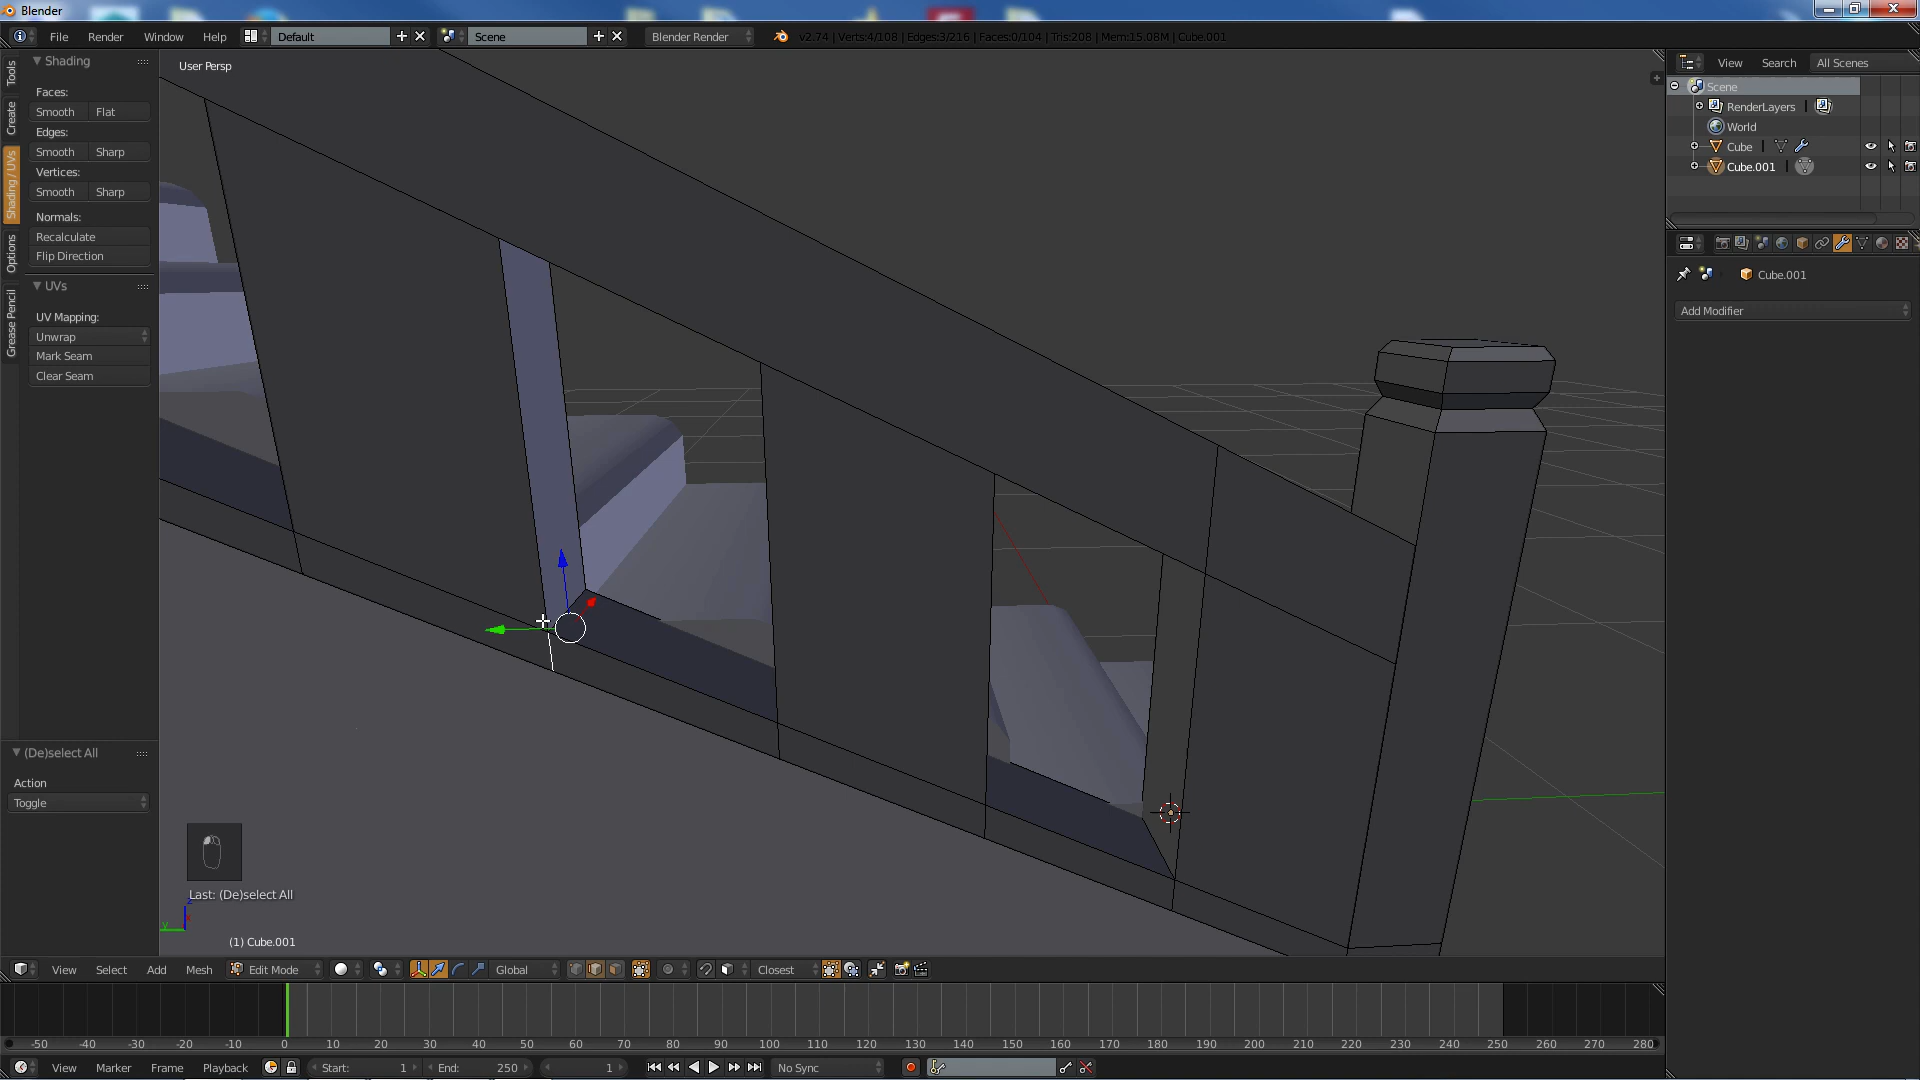 Blender
File Render Window Help Default Scene Blender Render v2.74 | Verts:4/108 | Edges:3/216 | Faces:0/104 | Tris:208 | Mem:15.08M | Cube.001
Shading
User Persp
View Search All Scenes
Tools
Create
Shading / UVs
Options
Grease Pencil
Faces:
Smooth Flat
Edges:
Smooth Sharp
Vertices:
Smooth Sharp
Normals:
Recalculate
Flip Direction
UVs
UV Mapping:
Unwrap
Mark Seam
Clear Seam
Scene
RenderLayers
World
Cube
Cube.001
Cube.001
Add Modifier
(De)select All
Action
Toggle
Last: (De)select All
z
y
(1) Cube.001
View Select Add Mesh Edit Mode Global Closest
-50 -40 -30 -20 -10 0 10 20 30 40 50 60 70 80 90 100 110 120 130 140 150 160 170 180 190 200 210 220 230 240 250 260 270 280
View Marker Frame Playback Start: 1 End: 250 1 No Sync